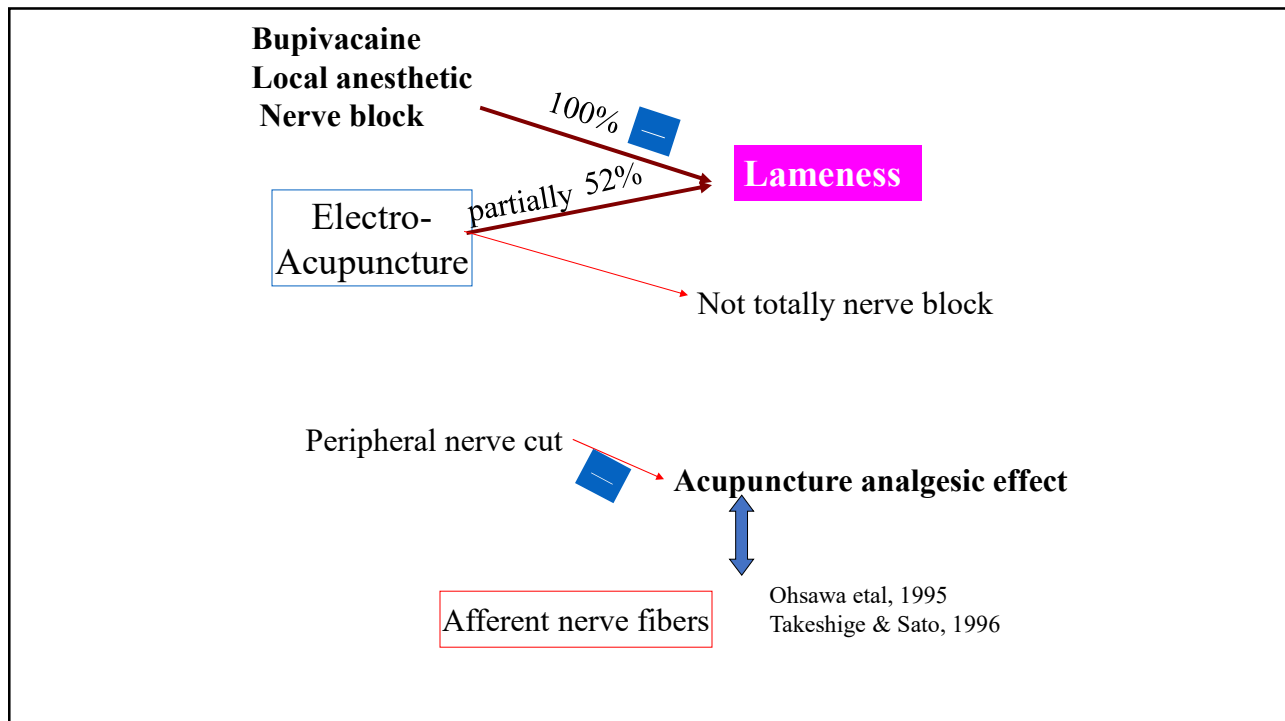 Bupivacaine
Local anesthetic
Nerve block
100%
—
Lameness
partially 52%
Electro-
Acupuncture
Not totally nerve block
Peripheral nerve cut
—
Acupuncture analgesic effect
Afferent nerve fibers
Ohsawa etal, 1995
Takeshige & Sato, 1996